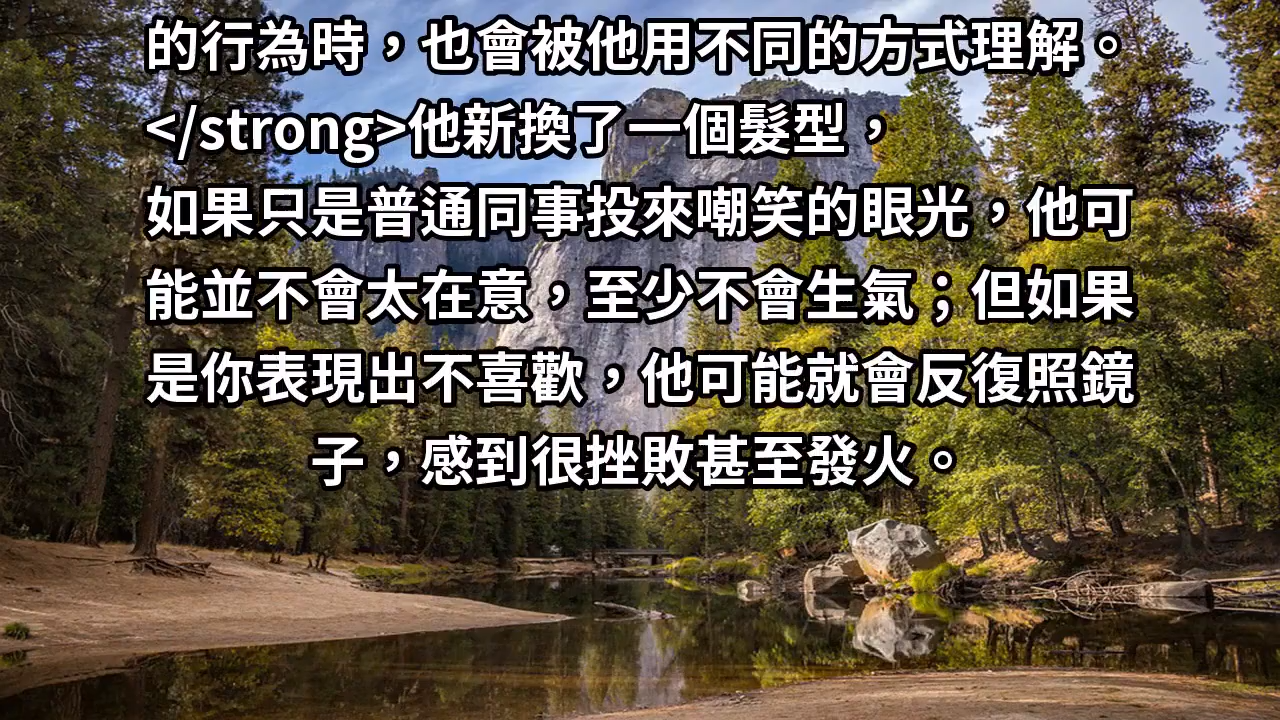 的行為時，也會被他用不同的方式理解。
</strong>他新換了一個髮型，
如果只是普通同事投來嘲笑的眼光，他可
能並不會太在意，至少不會生氣；但如果
是你表現出不喜歡，他可能就會反復照鏡
子，感到很挫敗甚至發火。